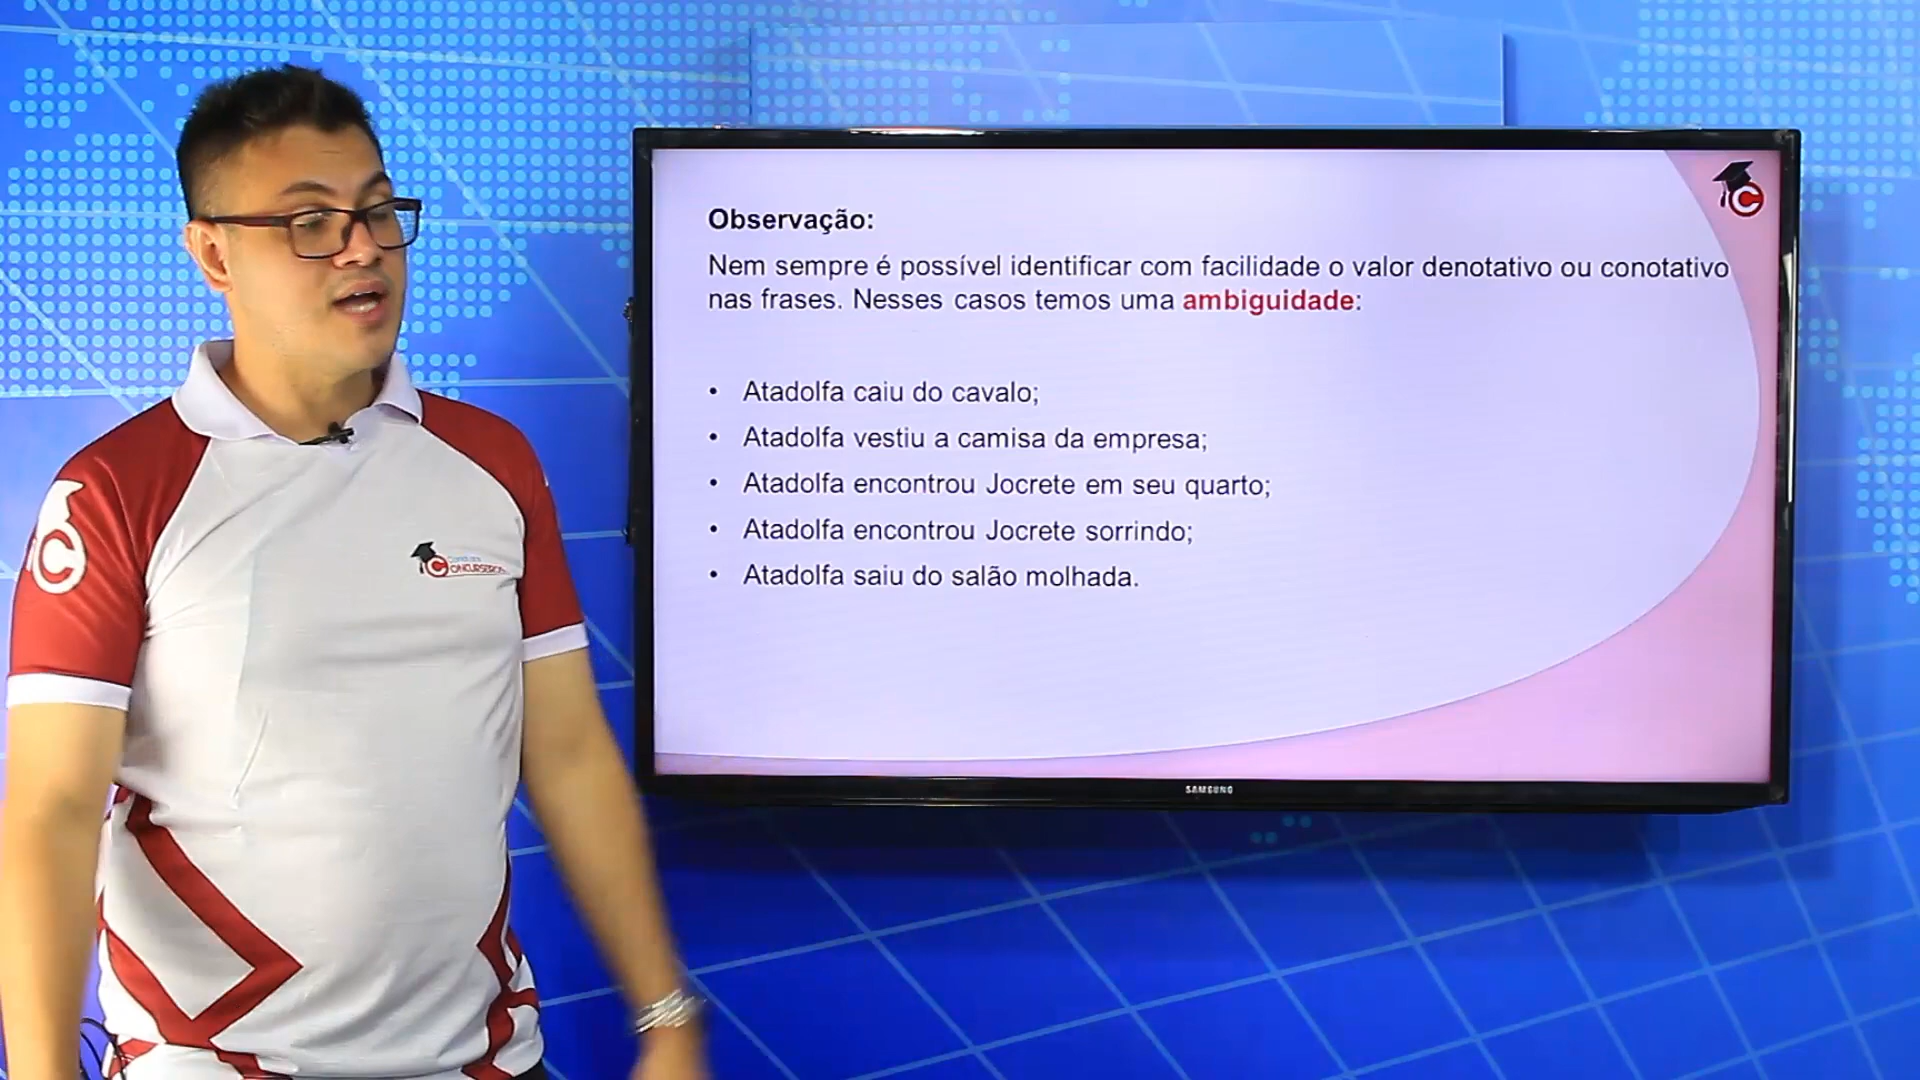 Observação:
Nem sempre é possível identificar com facilidade o valor denotativo ou conotativo
nas frases. Nesses casos temos uma ambiguidade:
• Atadolfa caiu do cavalo;
• Atadolfa vestiu a camisa da empresa;
• Atadolfa encontrou Jocrete em seu quarto;
• Atadolfa encontrou Jocrete sorrindo;
• Atadolfa saiu do salão molhada.
SAMSUNG
C
C